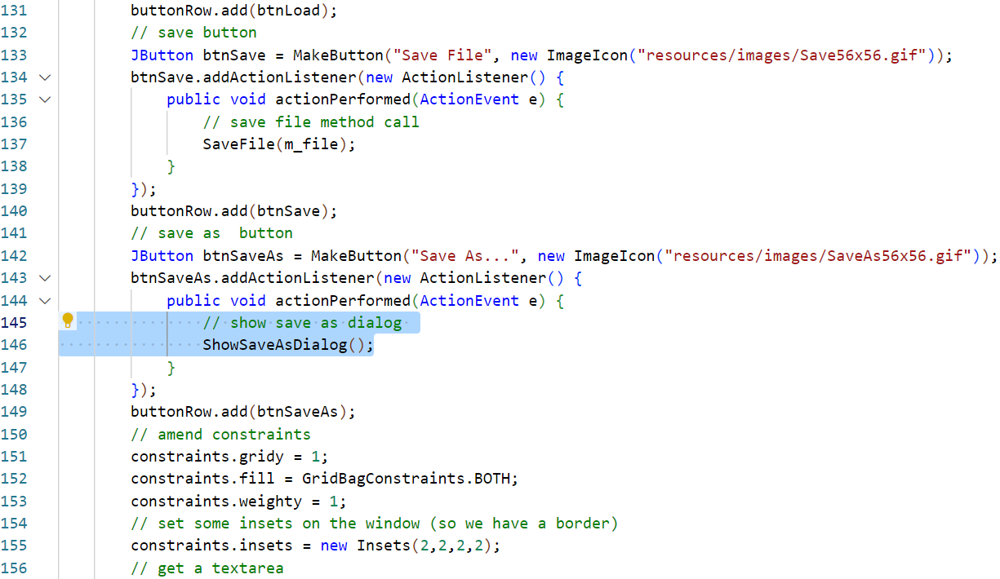 131 buttonRow.add(btnLoad);
132 // save button
133 JButton btnSave = MakeButton("Save File", new ImageIcon("resources/images/Save56x56.gif"));
134 btnSave.addActionListener(new ActionListener() {
135 public void actionPerformed(ActionEvent e) {
136 // save file method call
137 SaveFile(m_file);
138 }
139 });
140 buttonRow.add(btnSave);
141 // save as  button
142 JButton btnSaveAs = MakeButton("Save As...", new ImageIcon("resources/images/SaveAs56x56.gif"));
143 btnSaveAs.addActionListener(new ActionListener() {
144 public void actionPerformed(ActionEvent e) {
145 // show save as dialog
146 ShowSaveAsDialog();
147 }
148 });
149 buttonRow.add(btnSaveAs);
150 // amend constraints
151 constraints.gridy = 1;
152 constraints.fill = GridBagConstraints.BOTH;
153 constraints.weighty = 1;
154 // set some insets on the window (so we have a border)
155 constraints.insets = new Insets(2,2,2,2);
156 // get a textarea